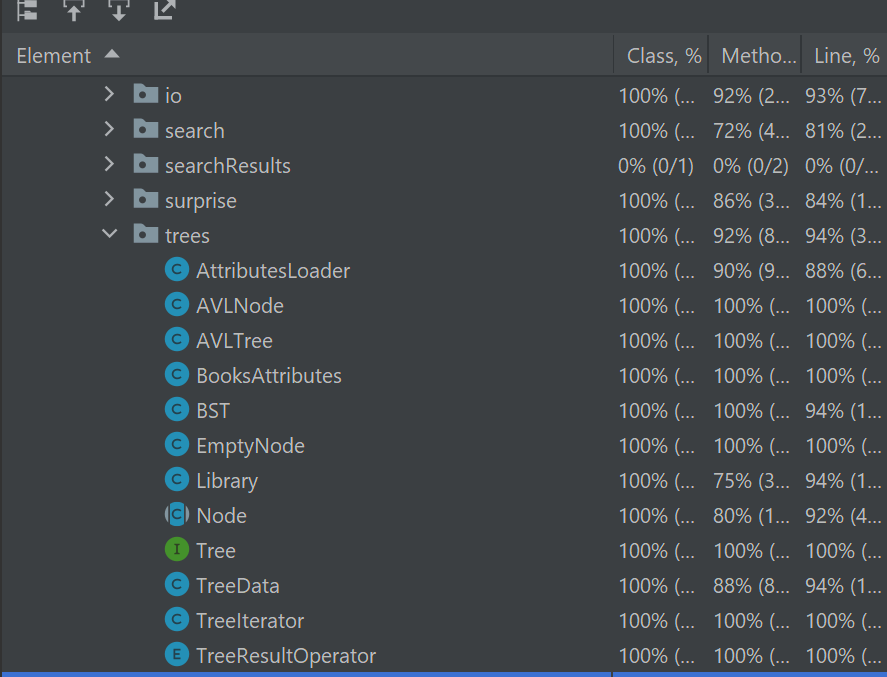 Element Class, % Metho... Line, %
io 100% (... 92% (2... 93% (7...
search 100% (... 72% (4... 81% (2...
searchResults 0% (0/1) 0% (0/2) 0% (0/...
surprise 100% (... 86% (3... 84% (1...
trees 100% (... 92% (8... 94% (3...
C AttributesLoader 100% (... 90% (9... 88% (6...
C AVLNode 100% (... 100% (... 100% (...
C AVLTree 100% (... 100% (... 100% (...
C BooksAttributes 100% (... 100% (... 100% (...
C BST 100% (... 100% (... 94% (1...
C EmptyNode 100% (... 100% (... 100% (...
C Library 100% (... 75% (3... 94% (1...
C Node 100% (... 80% (1... 92% (4...
I Tree 100% (... 100% (... 100% (...
C TreeData 100% (... 88% (8... 94% (1...
C TreeIterator 100% (... 100% (... 100% (...
E TreeResultOperator 100% (... 100% (... 100% (...